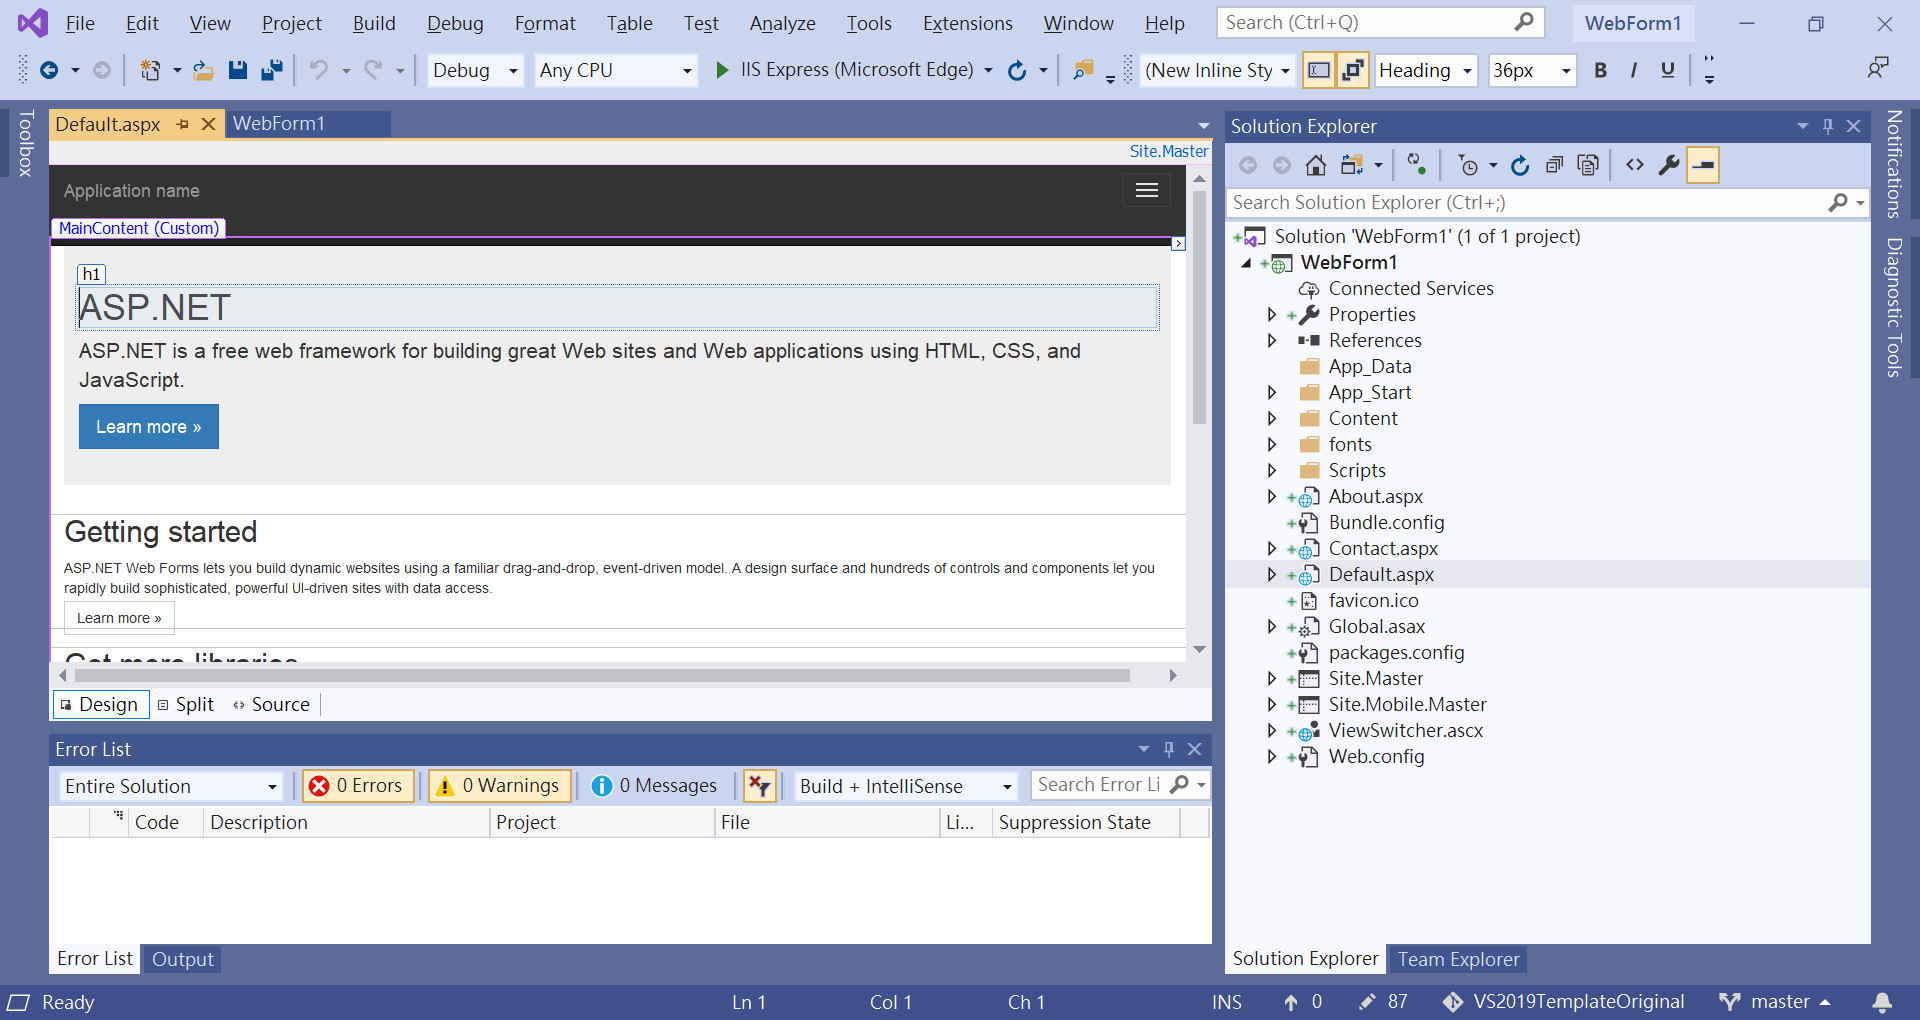 File Edit View Project Build Debug Format Table Test Analyze Tools Extensions Window Help Search (Ctrl+Q) WebForm1
Debug Any CPU IIS Express (Microsoft Edge) (New Inline Sty Heading 36px B I U
Toolbox
Default.aspx WebForm1
Site.Master
Application name
MainContent (Custom)
h1
ASP.NET
ASP.NET is a free web framework for building great Web sites and Web applications using HTML, CSS, and
JavaScript.
Learn more »
Getting started
ASP.NET Web Forms lets you build dynamic websites using a familiar drag-and-drop, event-driven model. A design surface and hundreds of controls and components let you
rapidly build sophisticated, powerful UI-driven sites with data access.
Learn more »
Get more libraries
Design Split Source
Error List
Entire Solution 0 Errors 0 Warnings 0 Messages Build + IntelliSense Search Error Li
Code Description Project File Li... Suppression State
Error List Output
Solution Explorer
Search Solution Explorer (Ctrl+;)
Solution 'WebForm1' (1 of 1 project)
WebForm1
Connected Services
Properties
References
App_Data
App_Start
Content
fonts
Scripts
About.aspx
Bundle.config
Contact.aspx
Default.aspx
favicon.ico
Global.asax
packages.config
Site.Master
Site.Mobile.Master
ViewSwitcher.ascx
Web.config
Solution Explorer Team Explorer
Notifications
Diagnostic Tools
Ready Ln 1 Col 1 Ch 1 INS 0 87 VS2019TemplateOriginal master